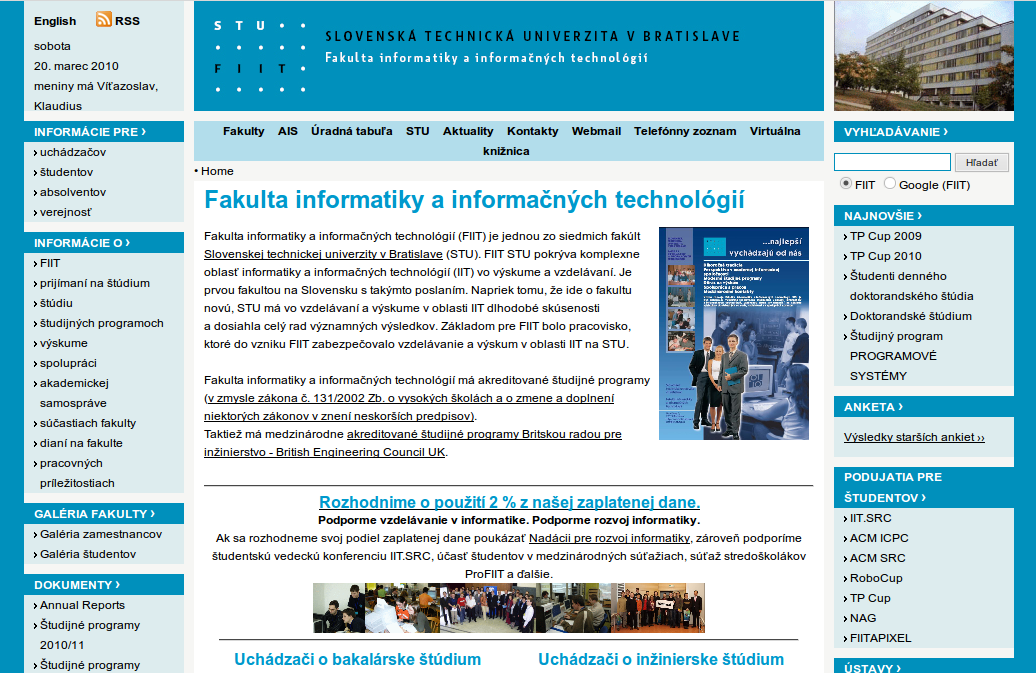 English RSS
sobota
20. marec 2010
meniny má Víťazoslav,
Klaudius
INFORMÁCIE PRE ›
uchádzačov
študentov
absolventov
verejnosť
INFORMÁCIE O ›
FIIT
prijímaní na štúdium
štúdiu
študijných programoch
výskume
spolupráci
akademickej
samospráve
súčastiach fakulty
dianí na fakulte
pracovných
príležitostiach
GALÉRIA FAKULTY ›
Galéria zamestnancov
Galéria študentov
DOKUMENTY ›
Annual Reports
Študijné programy
2010/11
Študijné programy
S T U
F I I T
SLOVENSKÁ TECHNICKÁ UNIVERZITA V BRATISLAVE
Fakulta informatiky a informačných technológií
Fakulty AIS Úradná tabuľa STU Aktuality Kontakty Webmail Telefónny zoznam Virtuálna
knižnica
• Home
Fakulta informatiky a informačných technológií
Fakulta informatiky a informačných technológií (FIIT) je jednou zo siedmich fakúlt
Slovenskej technickej univerzity v Bratislave (STU). FIIT STU pokrýva komplexne
oblasť informatiky a informačných technológií (IIT) vo výskume a vzdelávaní. Je
prvou fakultou na Slovensku s takýmto poslaním. Napriek tomu, že ide o fakultu
novú, STU má vo vzdelávaní a výskume v oblasti IIT dlhodobé skúsenosti
a dosiahla celý rad významných výsledkov. Základom pre FIIT bolo pracovisko,
ktoré do vzniku FIIT zabezpečovalo vzdelávanie a výskum v oblasti IIT na STU.
Fakulta informatiky a informačných technológií má akreditované študijné programy
(v zmysle zákona č. 131/2002 Zb. o vysokých školách a o zmene a doplnení
niektorých zákonov v znení neskorších predpisov).
Taktiež má medzinárodne akreditované študijné programy Britskou radou pre
inžinierstvo - British Engineering Council UK.
...najlepší
vychádzajú od nás
Rozhodnime o použití 2 % z našej zaplatenej dane.
Podporme vzdelávanie v informatike. Podporme rozvoj informatiky.
Ak sa rozhodneme svoj podiel zaplatenej dane poukázať Nadácii pre rozvoj informatiky, zároveň podporíme
študentskú vedeckú konferenciu IIT.SRC, účasť študentov v medzinárodných súťažiach, súťaž stredoškolákov
ProFIIT a ďalšie.
Uchádzači o bakalárske štúdium Uchádzači o inžinierske štúdium
VYHĽADÁVANIE ›
Hľadať
FIIT Google (FIIT)
NAJNOVŠIE ›
TP Cup 2009
TP Cup 2010
Študenti denného
doktorandského štúdia
Doktorandské štúdium
Študijný program
PROGRAMOVÉ
SYSTÉMY
ANKETA ›
Výsledky starších ankiet ››
PODUJATIA PRE
ŠTUDENTOV ›
IIT.SRC
ACM ICPC
ACM SRC
RoboCup
TP Cup
NAG
FIITAPIXEL
ÚSTAVY ›